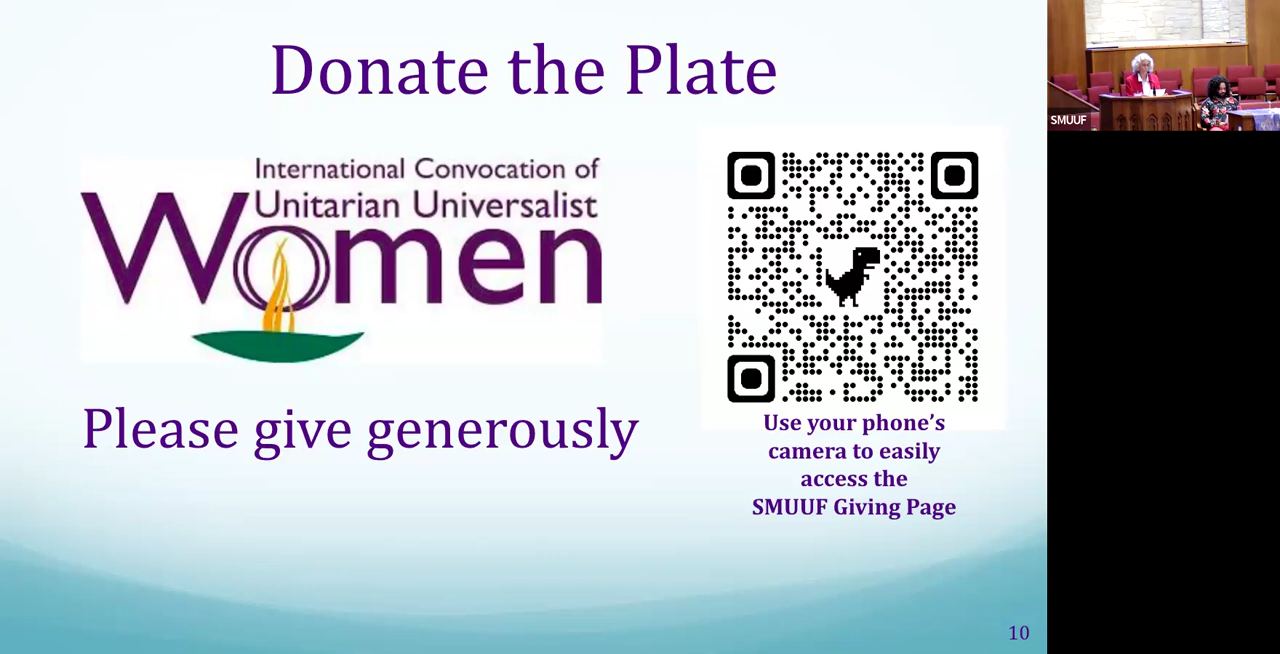 Donate the Plate
International Convocation of
Unitarian Universalist
Women
Please give generously
Use your phone’s
camera to easily
access the
SMUUF Giving Page
10
SMUUF